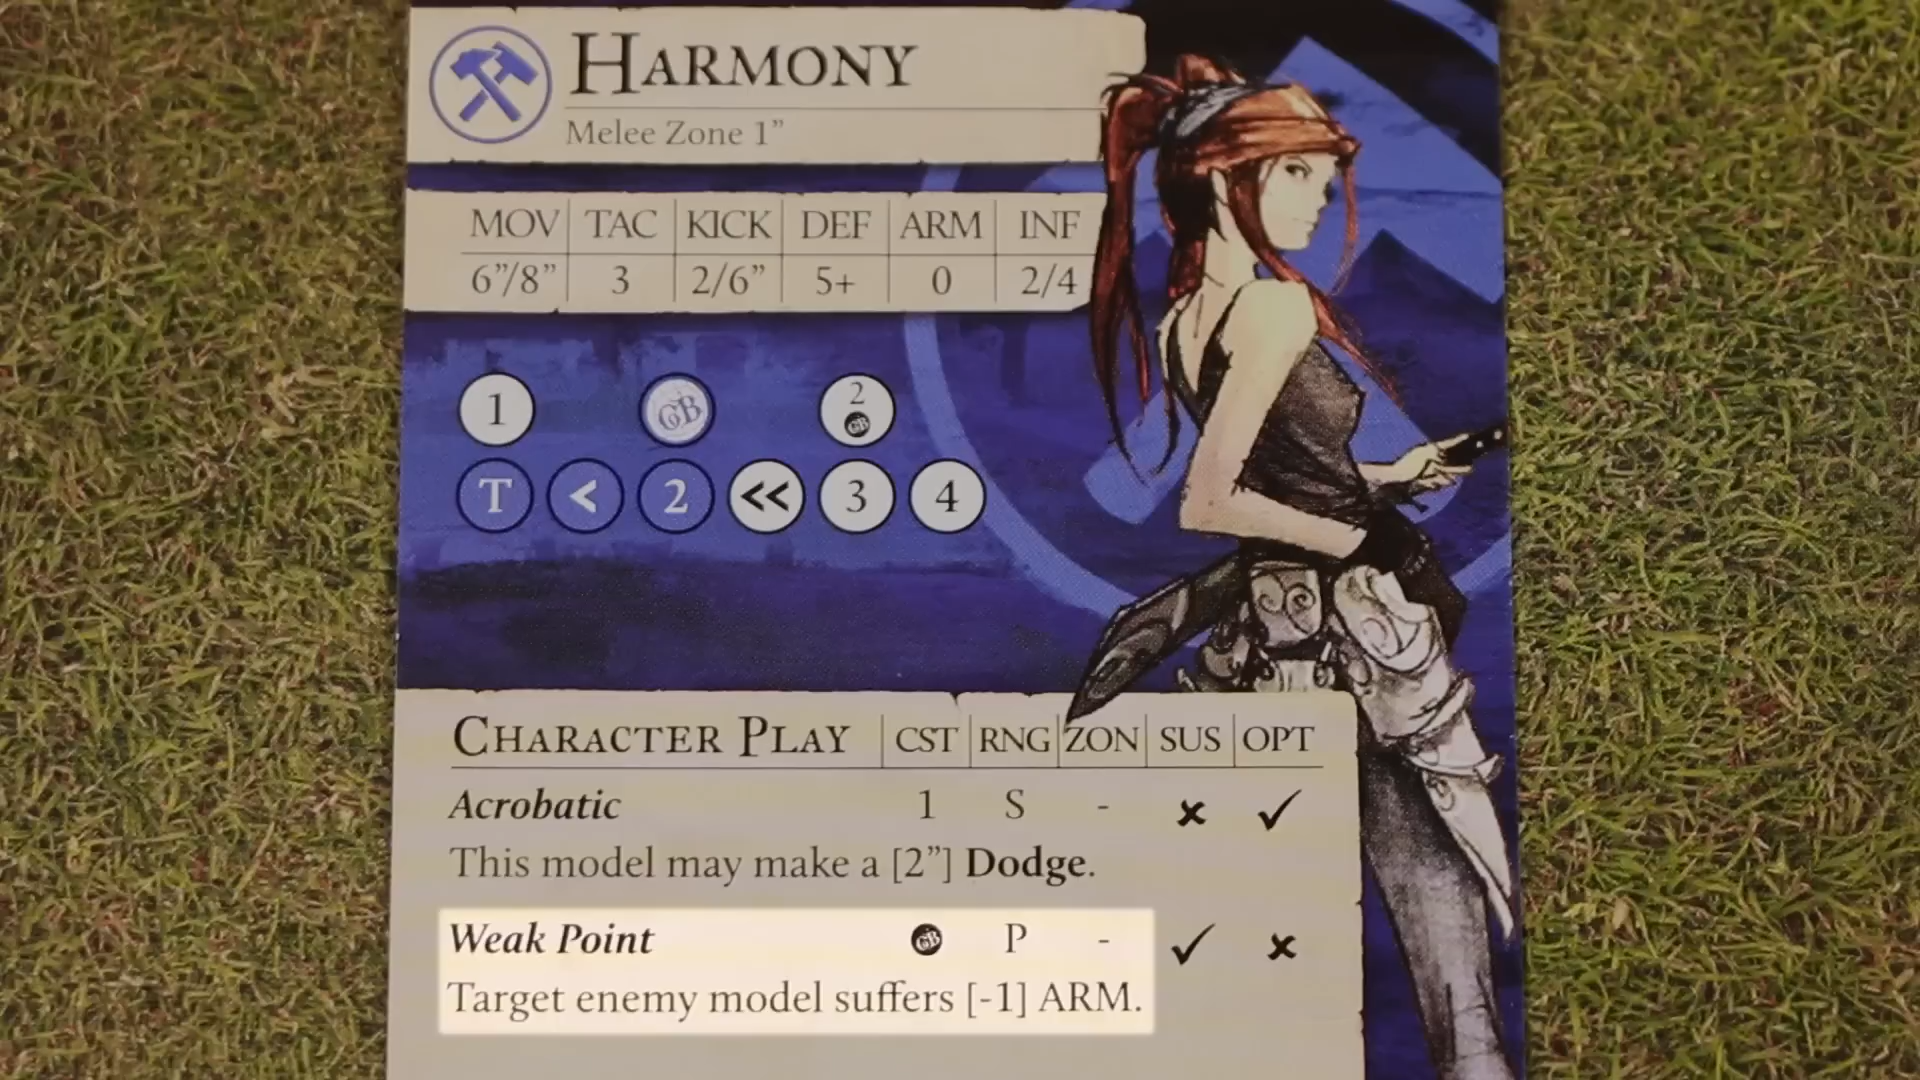 HARMONY
Melee Zone 1”
MOV TAC KICK DEF ARM INF
6”/8” 3 2/6” 5+ 0 2/4
1 GB 2 GB
T < 2 << 3 4
CHARACTER PLAY CST RNG ZON SUS OPT
Acrobatic 1 S - ✗ ✓
This model may make a [2”] Dodge.
Weak Point GB P - ✓ ✗
Target enemy model suffers [-1] ARM.